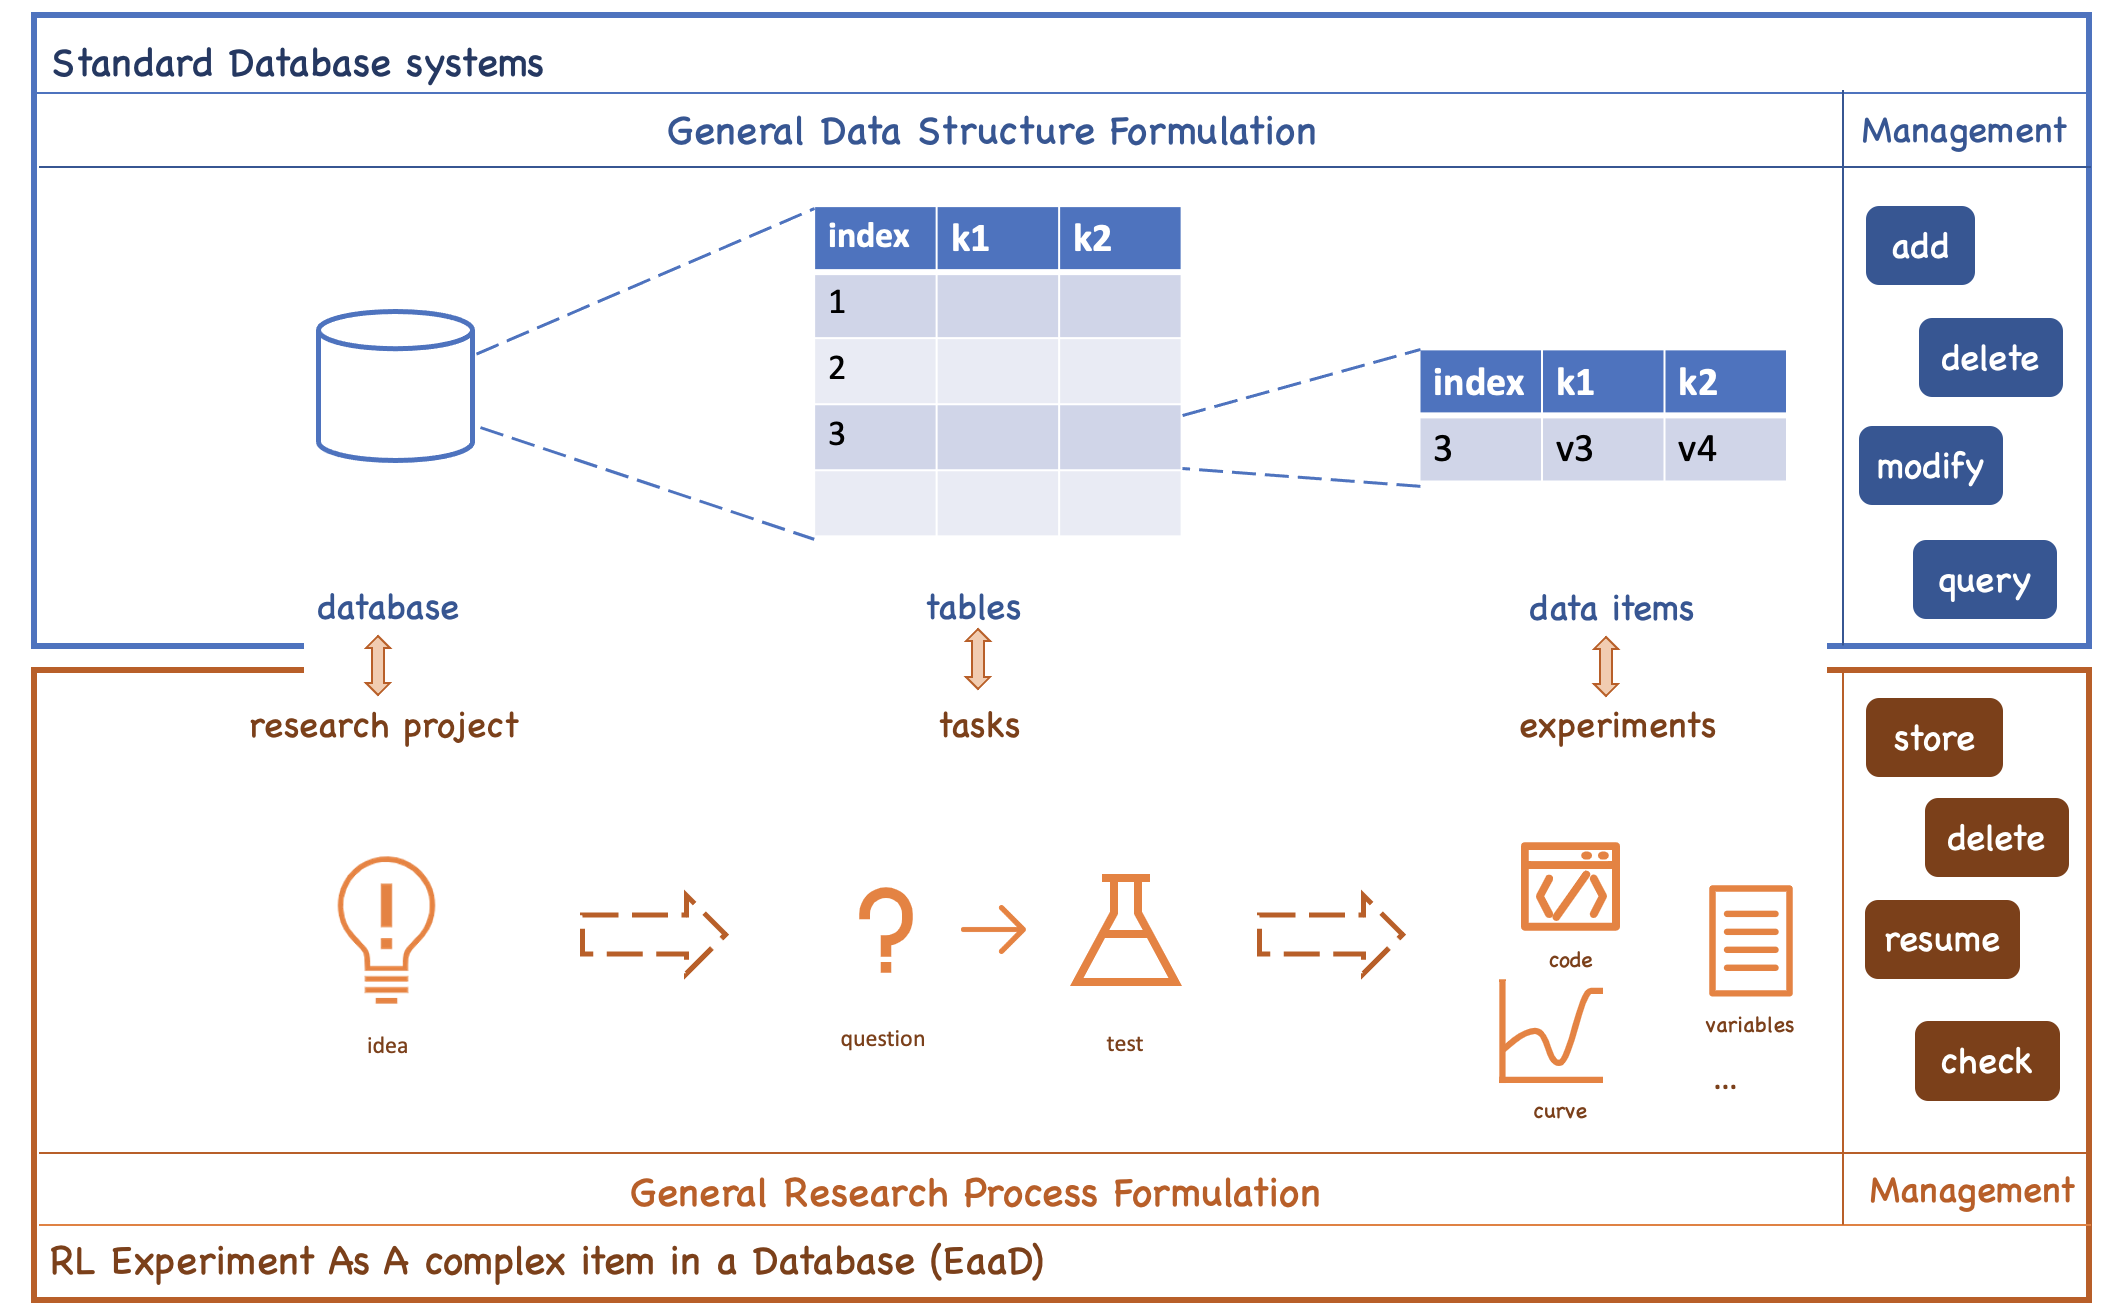 Standard Database systems
General Data Structure Formulation
Management
index k1 k2
1
2
3
index k1 k2
3 v3 v4
add
delete
modify
query
database
tables
data items
research project
tasks
experiments
store
delete
resume
check
idea
question
test
code
variables
curve
...
General Research Process Formulation
Management
RL Experiment As A complex item in a Database (EaaD)